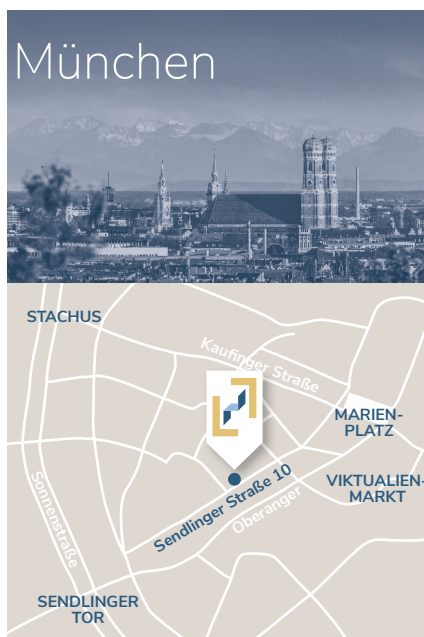 München
STACHUS
Kaufinger Straße
MARIEN-
PLATZ
VIKTUALIEN-
MARKT
Sendlinger Straße 10
Oberanger
Sonnenstraße
SENDLINGER
TOR